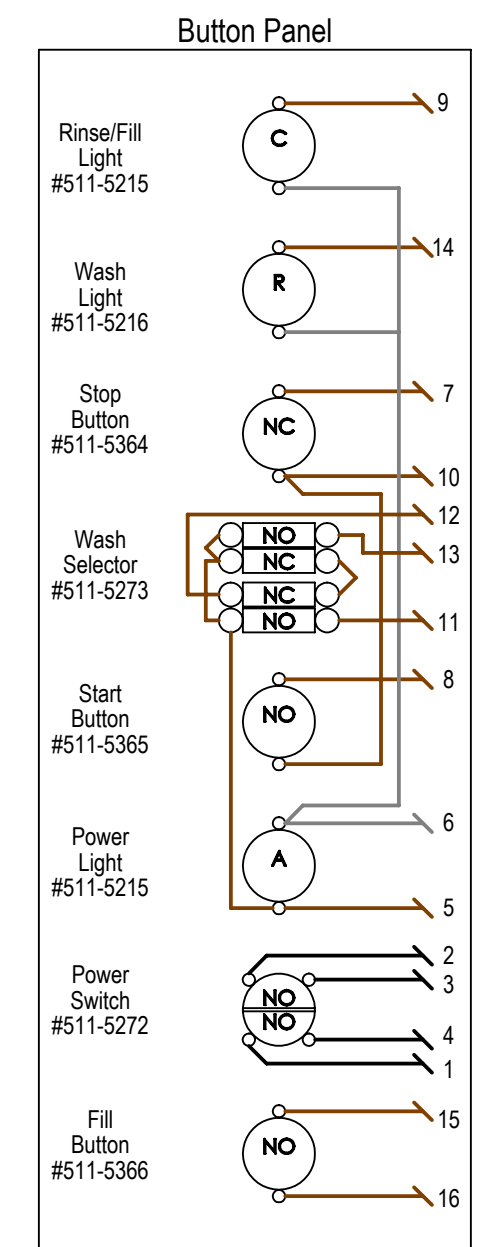 Button Panel
9
Rinse/Fill
Light
#511-5215
C
14
Wash
Light
#511-5216
R
7
Stop
Button
#511-5364
NC
10
12
Wash
Selector
#511-5273
NO
NC
NC
NO
13
11
8
Start
Button
#511-5365
NO
6
Power
Light
#511-5215
A
5
2
3
Power
Switch
#511-5272
NO
NO
4
1
15
Fill
Button
#511-5366
NO
16